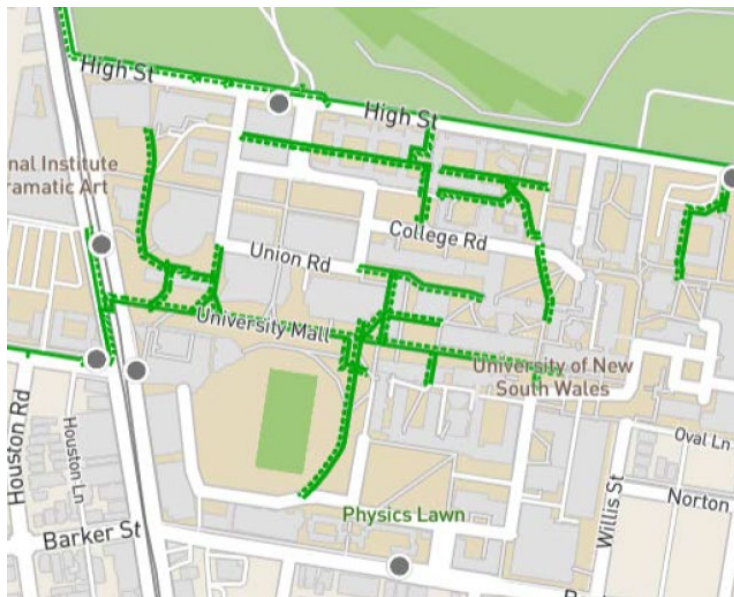 High St
High St
nal Institute
ramatic Art
College Rd
Union Rd
University Mall
University of New
South Wales
Houston Rd
Houston Ln
Oval Ln
Norton
Willis St
Physics Lawn
Barker St